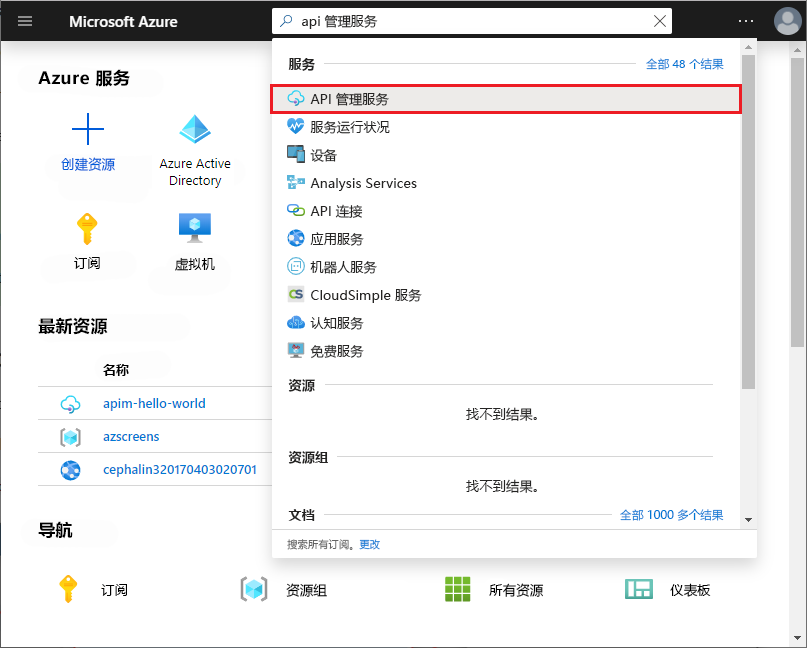 Microsoft Azure
api 管理服务
Azure 服务
创建资源
Azure Active
Directory
订阅
虚拟机
最新资源
名称
apim-hello-world
azscreens
cephalin320170403020701
导航
订阅
资源组
所有资源
仪表板
服务
全部 48 个结果
API 管理服务
服务运行状况
设备
Analysis Services
API 连接
应用服务
机器人服务
CS CloudSimple 服务
认知服务
免费服务
资源
找不到结果。
资源组
找不到结果。
文档
全部 1000 多个结果
搜索所有订阅。更改